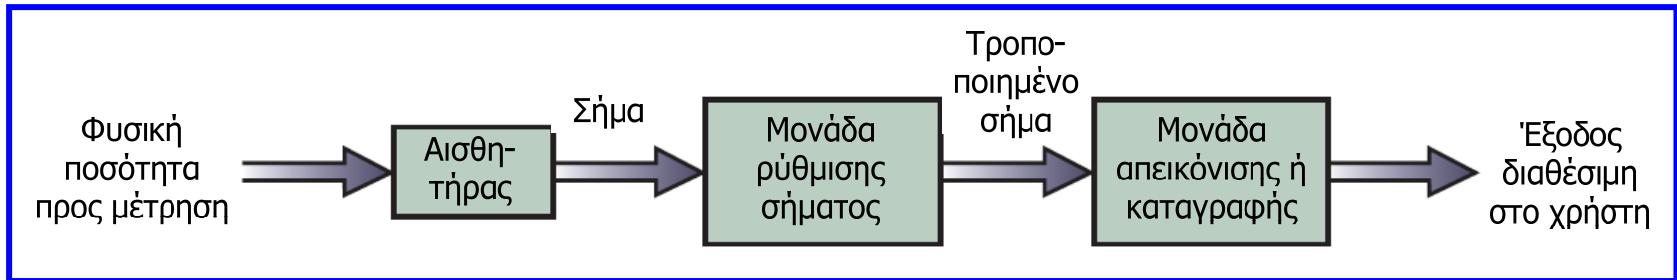 Φυσική
ποσότητα
προς μέτρηση
Αισθη-
τήρας
Σήμα
Μονάδα
ρύθμισης
σήματος
Τροπο-
ποιημένο
σήμα
Μονάδα
απεικόνισης ή
καταγραφής
Έξοδος
διαθέσιμη
στο χρήστη